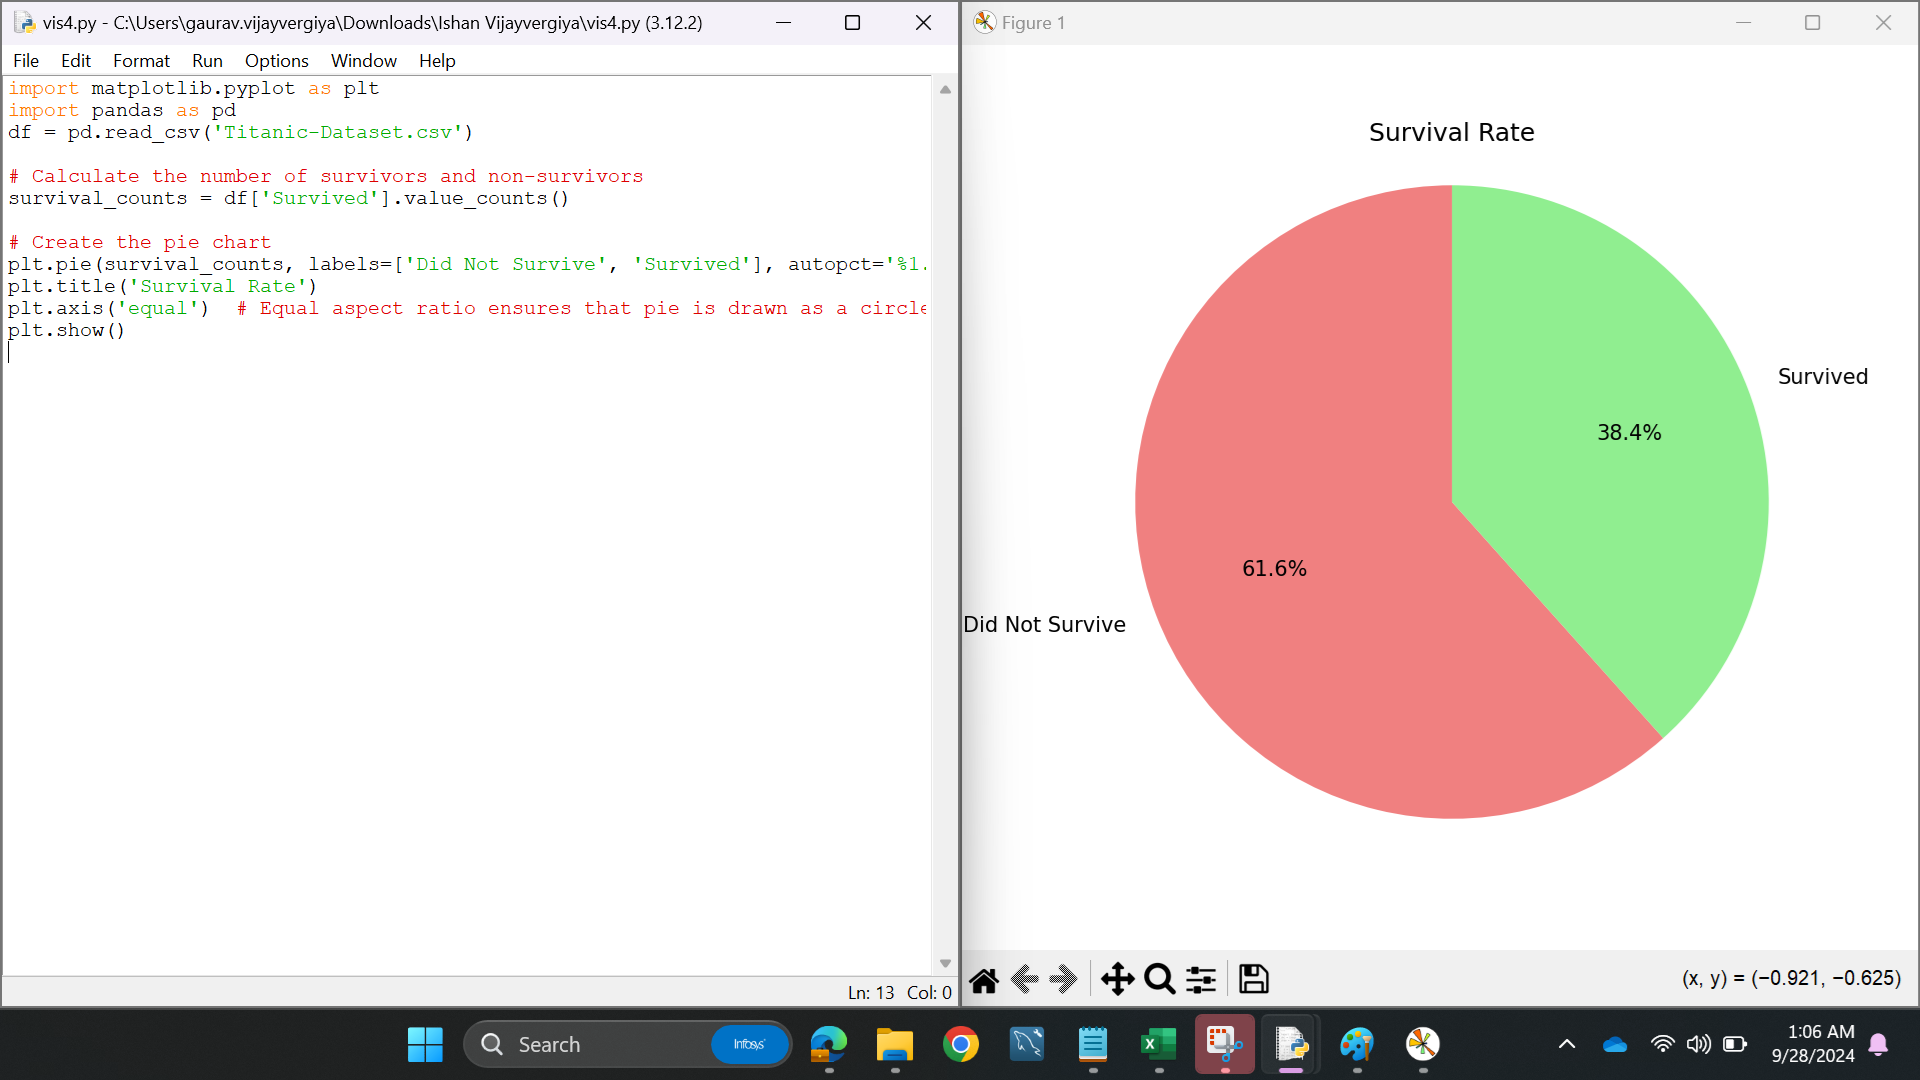 vis4.py - C:\Users\gaurav.vijayvergiya\Downloads\Ishan Vijayvergiya\vis4.py (3.12.2)
File Edit Format Run Options Window Help
import matplotlib.pyplot as plt
import pandas as pd
df = pd.read_csv('Titanic-Dataset.csv')
# Calculate the number of survivors and non-survivors
survival_counts = df['Survived'].value_counts()
# Create the pie chart
plt.pie(survival_counts, labels=['Did Not Survive', 'Survived'], autopct='%1.
plt.title('Survival Rate')
plt.axis('equal')  # Equal aspect ratio ensures that pie is drawn as a circle
plt.show()
Ln: 13 Col: 0
Figure 1
Survival Rate
Survived
38.4%
61.6%
Did Not Survive
(x, y) = (−0.921, −0.625)
Search
Infosys
1:06 AM
9/28/2024